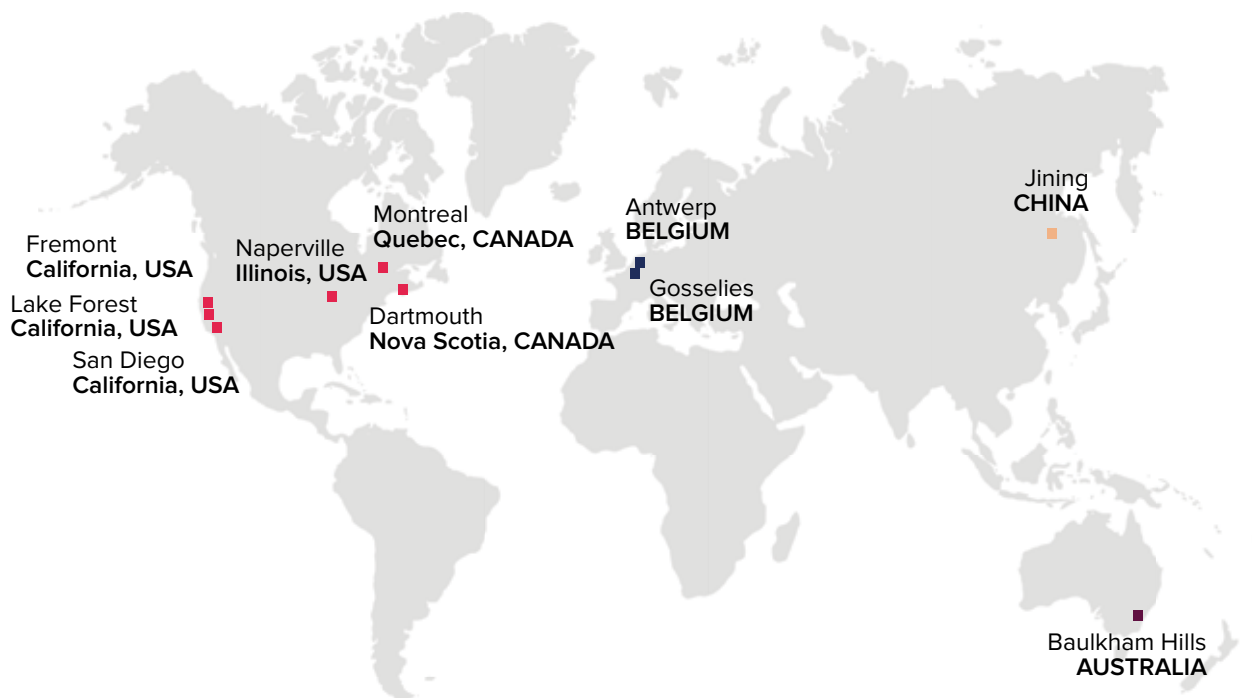 Fremont
California, USA
Lake Forest
California, USA
San Diego
California, USA
Naperville
Illinois, USA
Montreal
Quebec, CANADA
Dartmouth
Nova Scotia, CANADA
Antwerp
BELGIUM
Gosselies
BELGIUM
Jining
CHINA
Baulkham Hills
AUSTRALIA